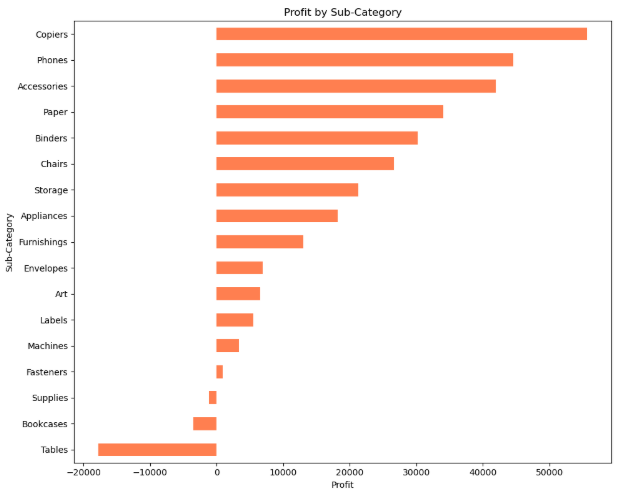 Profit by Sub-Category
Copiers
Phones
Accessories
Paper
Binders
Chairs
Storage
Appliances
Furnishings
Envelopes
Art
Labels
Machines
Fasteners
Supplies
Bookcases
Tables
Sub-Category
−20000 −10000 0 10000 20000 30000 40000 50000
Profit